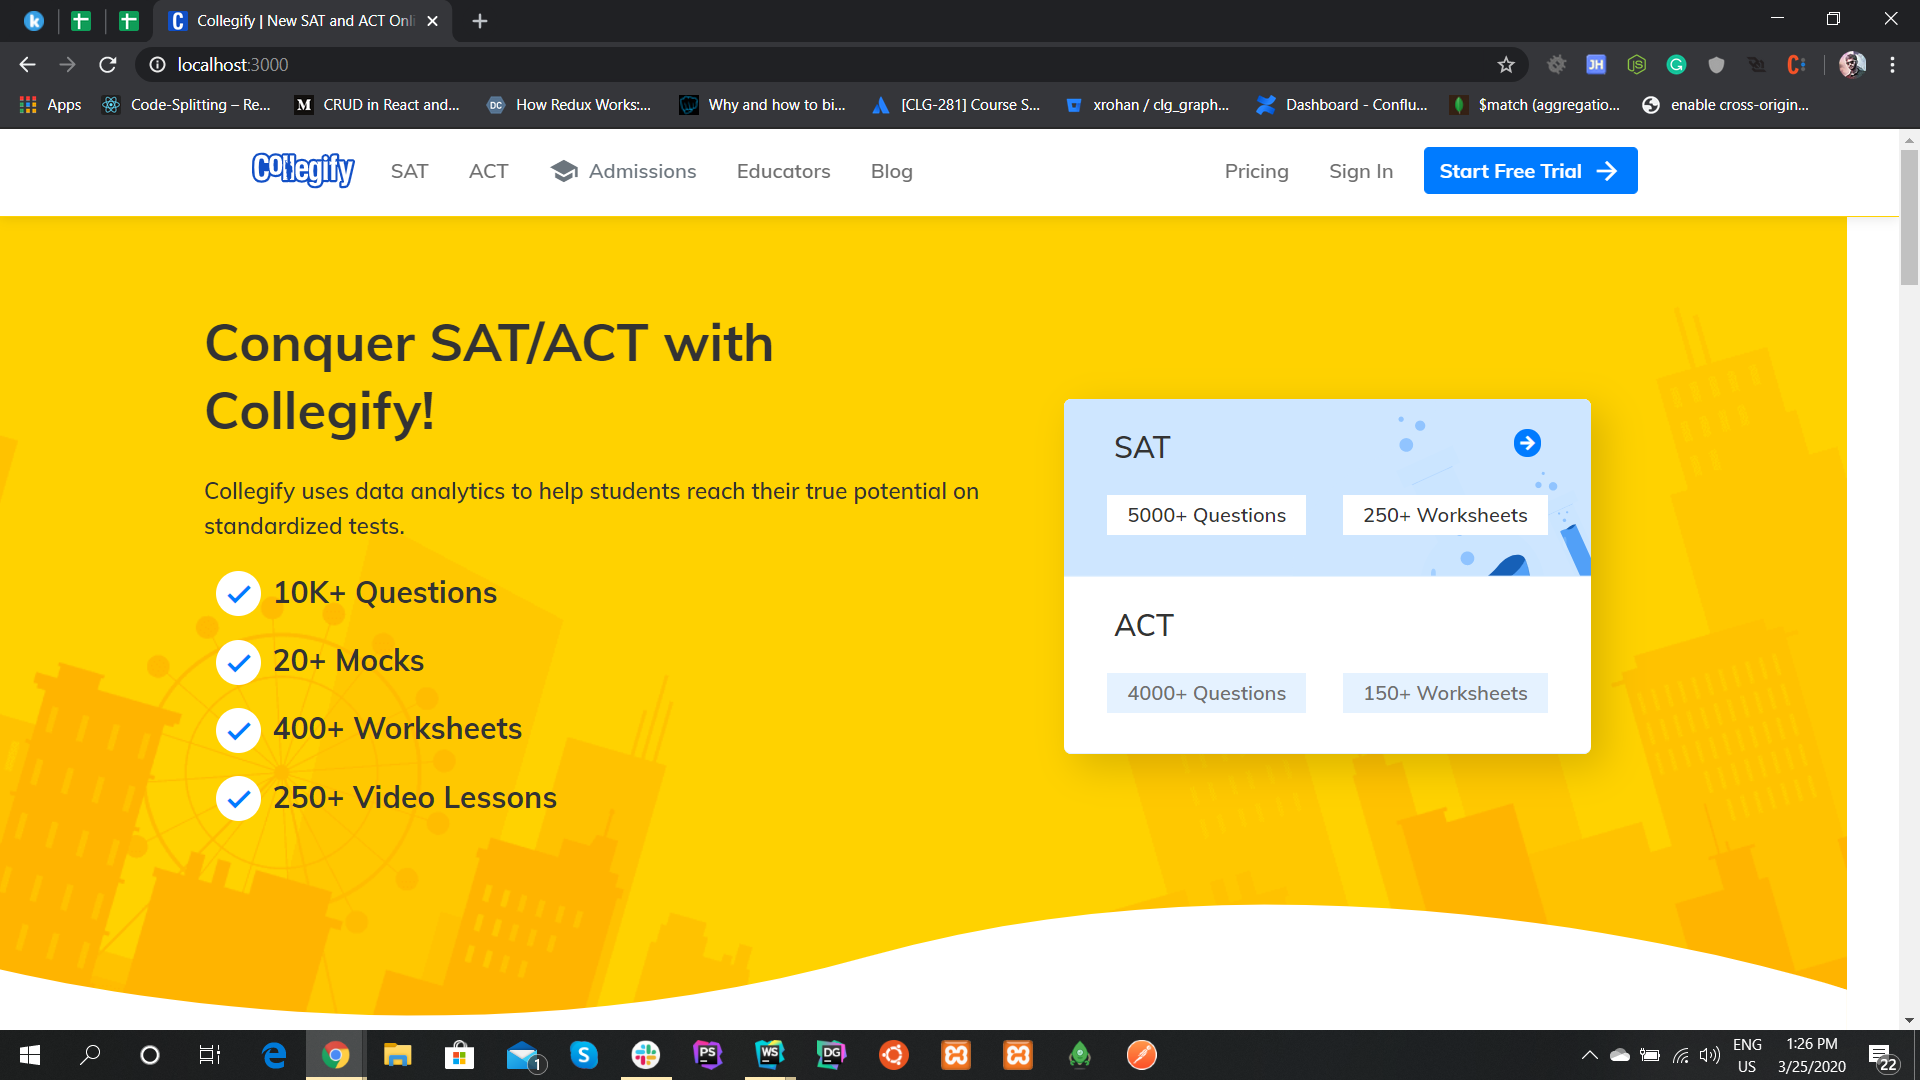 Collegify | New SAT and ACT Onli
localhost:3000
Apps
Code-Splitting – Re...
CRUD in React and...
How Redux Works:...
Why and how to bi...
[CLG-281] Course S...
xrohan / clg_graph...
Dashboard - Conflu...
$match (aggregatio...
enable cross-origin...
Collegify
SAT
ACT
Admissions
Educators
Blog
Pricing
Sign In
Start Free Trial
Conquer SAT/ACT with
Collegify!
Collegify uses data analytics to help students reach their true potential on
standardized tests.
10K+ Questions
20+ Mocks
400+ Worksheets
250+ Video Lessons
SAT
5000+ Questions
250+ Worksheets
ACT
4000+ Questions
150+ Worksheets
1
PS
WS
DG
ENG
US
1:26 PM
3/25/2020
22